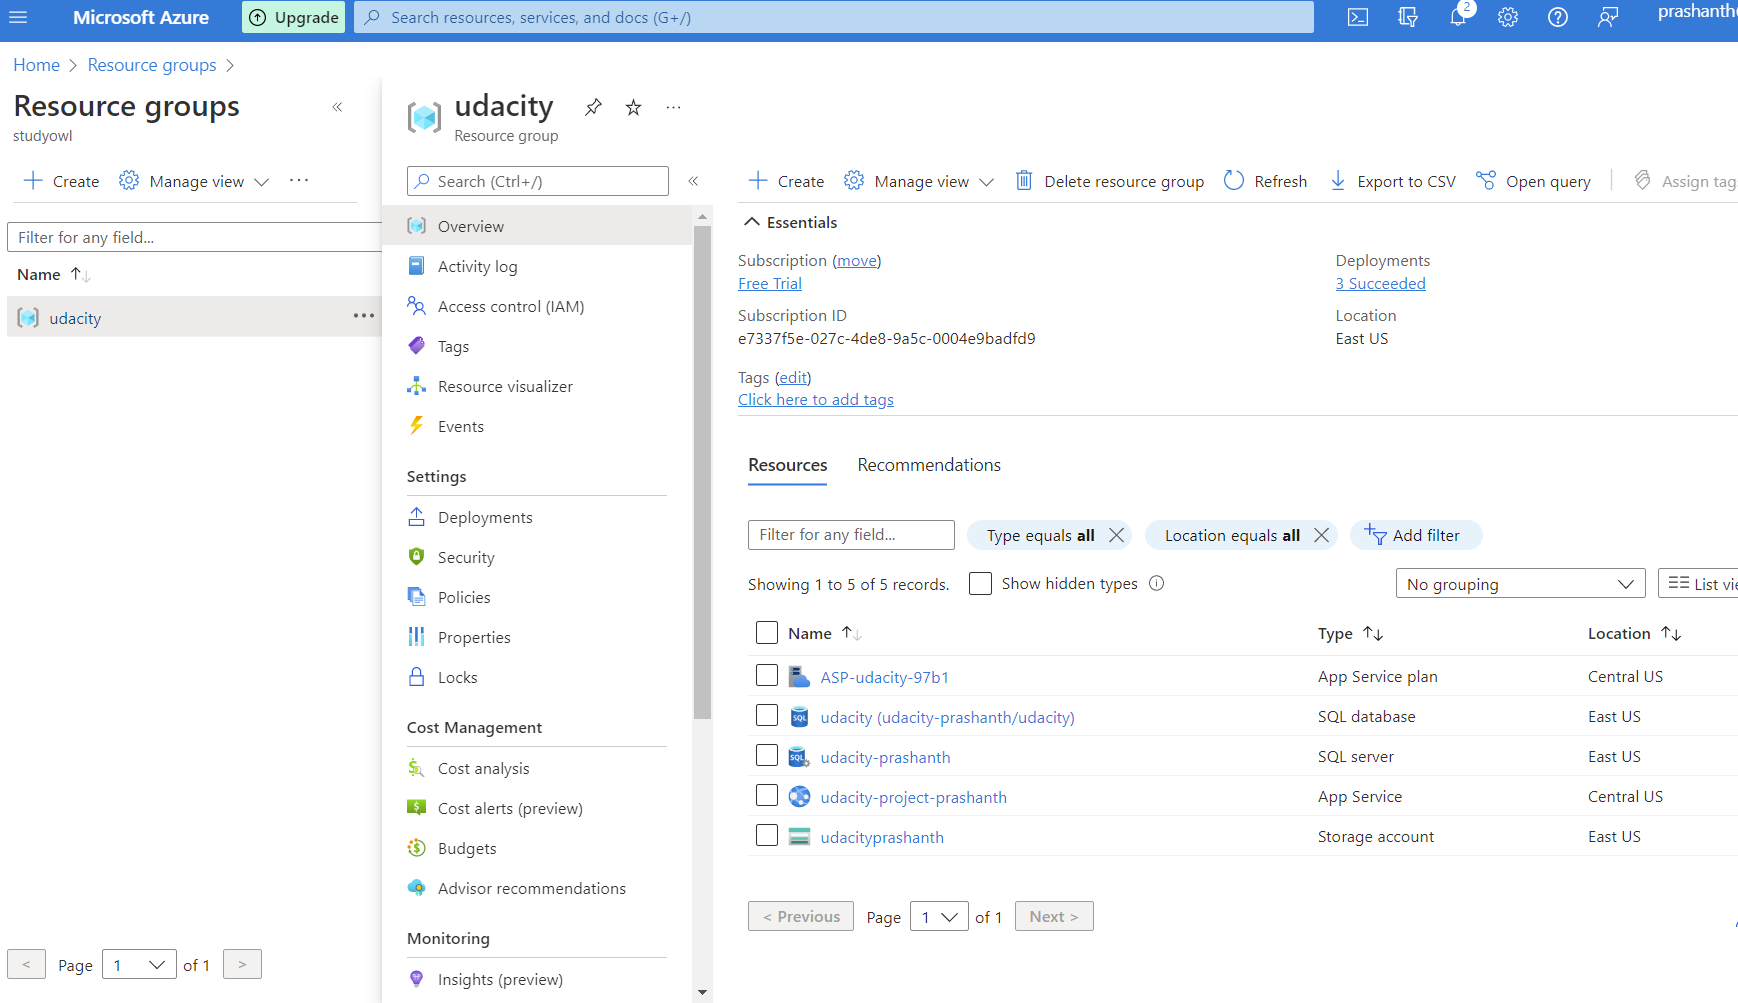 Microsoft Azure
Upgrade
Search resources, services, and docs (G+/)
2
Home
Resource groups
Resource groups
studyowl
Create
Manage view
Filter for any field...
Name
udacity
< Page 1 of 1 >
udacity
Resource group
Search (Ctrl+/)
Overview
Activity log
Access control (IAM)
Tags
Resource visualizer
Events
Settings
Deployments
Security
Policies
Properties
Locks
Cost Management
Cost analysis
Cost alerts (preview)
Budgets
Advisor recommendations
Monitoring
Insights (preview)
Create Manage view Delete resource group Refresh Export to CSV Open query Assign
Essentials
Subscription (move)
Free Trial
Subscription ID
e7337f5e-027c-4de8-9a5c-0004e9badfd9
Deployments
3 Succeeded
Location
East US
Tags (edit)
Click here to add tags
Resources Recommendations
Filter for any field... Type equals all Location equals all Add filter
Showing 1 to 5 of 5 records. Show hidden types No grouping List
Name Type Location
ASP-udacity-97b1 App Service plan Central US
udacity (udacity-prashanth/udacity) SQL database East US
udacity-prashanth SQL server East US
udacity-project-prashanth App Service Central US
udacityprashanth Storage account East US
< Previous Page 1 of 1 Next >